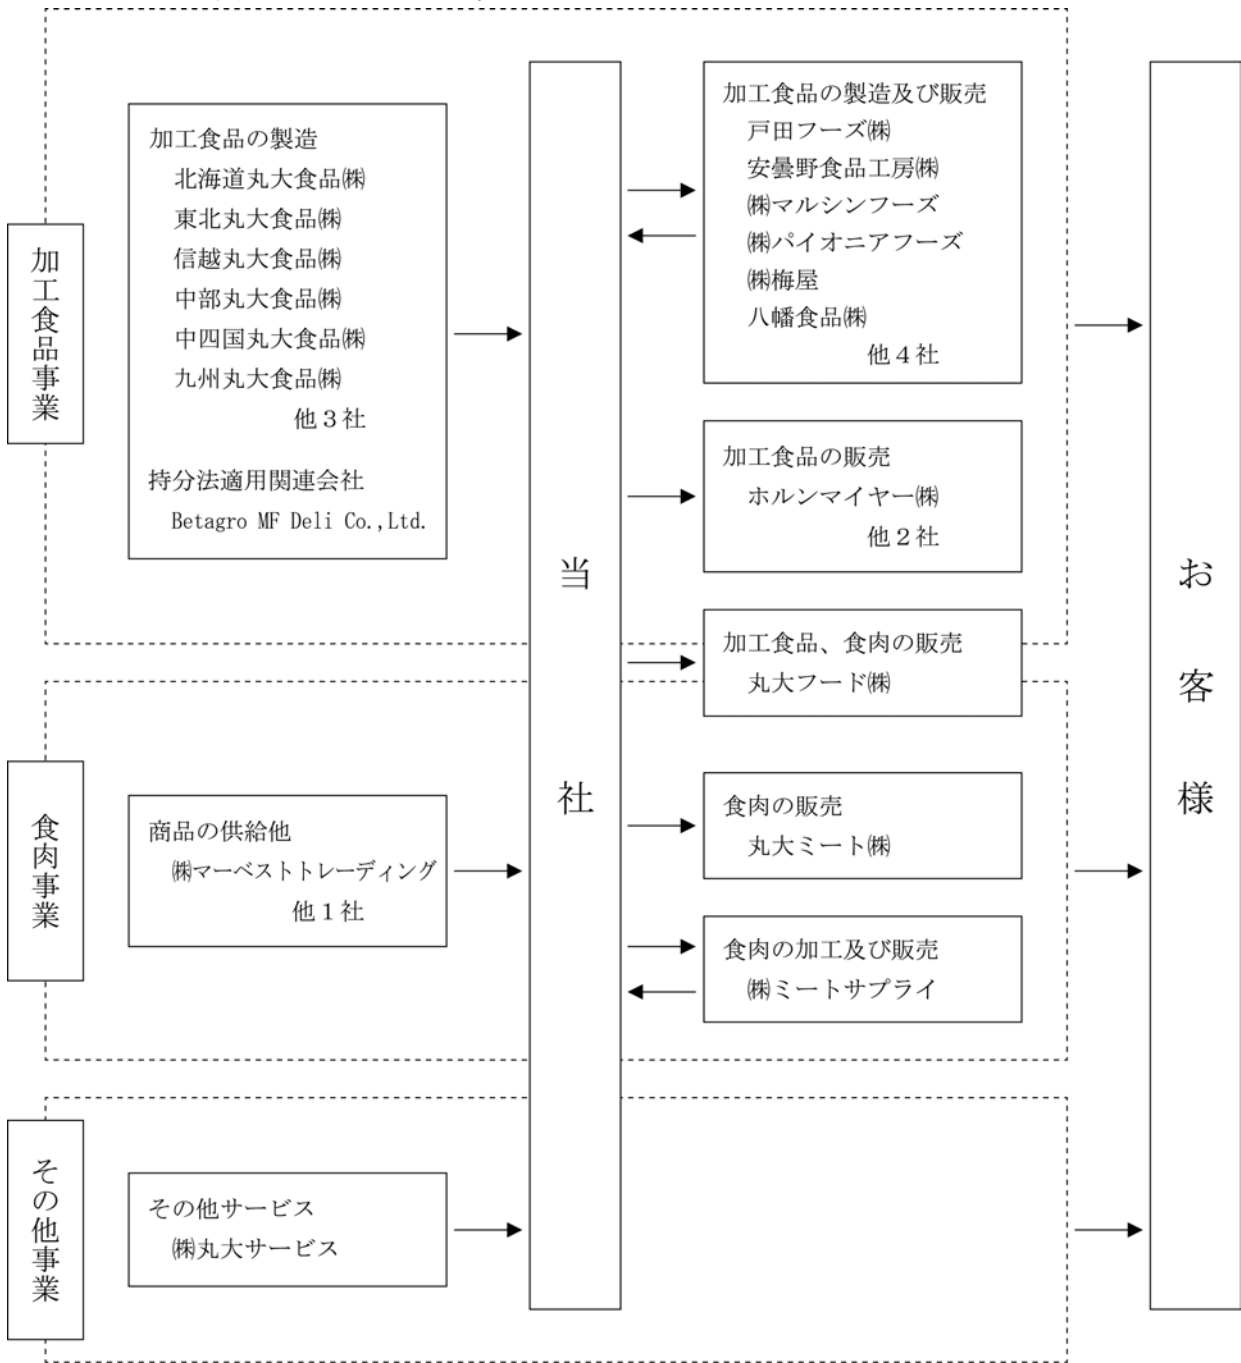 加工食品事業
加工食品の製造
北海道丸大食品㈱
東北丸大食品㈱
信越丸大食品㈱
中部丸大食品㈱
中四国丸大食品㈱
九州丸大食品㈱
他３社
持分法適用関連会社
Betagro MF Deli Co.,Ltd.
加工食品の製造及び販売
戸田フーズ㈱
安曇野食品工房㈱
㈱マルシンフーズ
㈱パイオニアフーズ
㈱梅屋
八幡食品㈱
他４社
加工食品の販売
ホルンマイヤー㈱
他２社
加工食品、食肉の販売
丸大フード㈱
食肉事業
商品の供給他
㈱マーベストトレーディング
他１社
食肉の販売
丸大ミート㈱
食肉の加工及び販売
㈱ミートサプライ
その他事業
その他サービス
㈱丸大サービス
当社
お客様